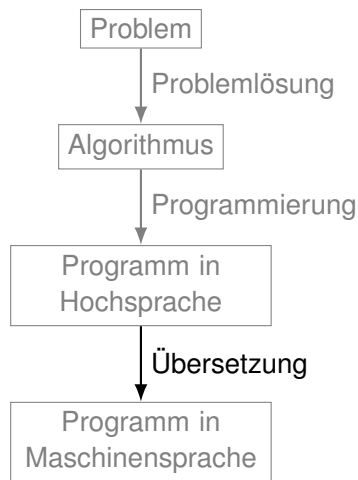 Problem
Problemlösung
Algorithmus
Programmierung
Programm in
Hochsprache
Übersetzung
Programm in
Maschinensprache